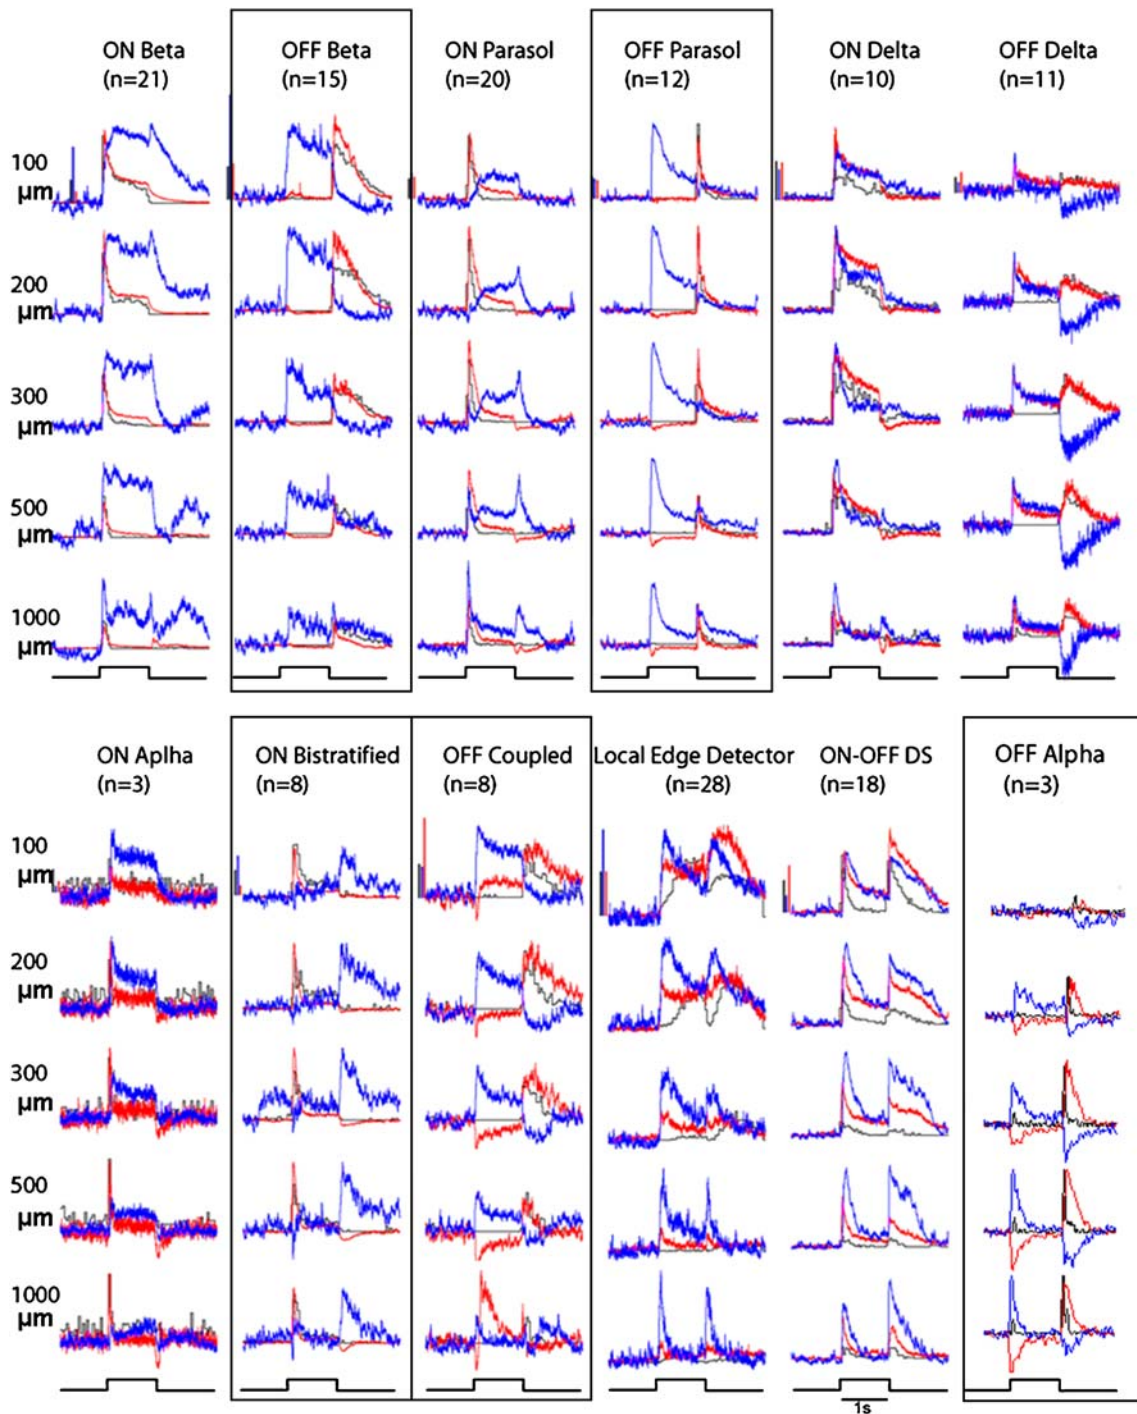 ON Beta OFF Beta ON Parasol OFF Parasol ON Delta OFF Delta
(n=21) (n=15) (n=20) (n=12) (n=10) (n=11)
100
µm
200
µm
300
µm
500
µm
1000
µm
ON Aplha ON Bistratified OFF Coupled Local Edge Detector ON-OFF DS OFF Alpha
(n=3) (n=8) (n=8) (n=28) (n=18) (n=3)
100
µm
200
µm
300
µm
500
µm
1000
µm
1s